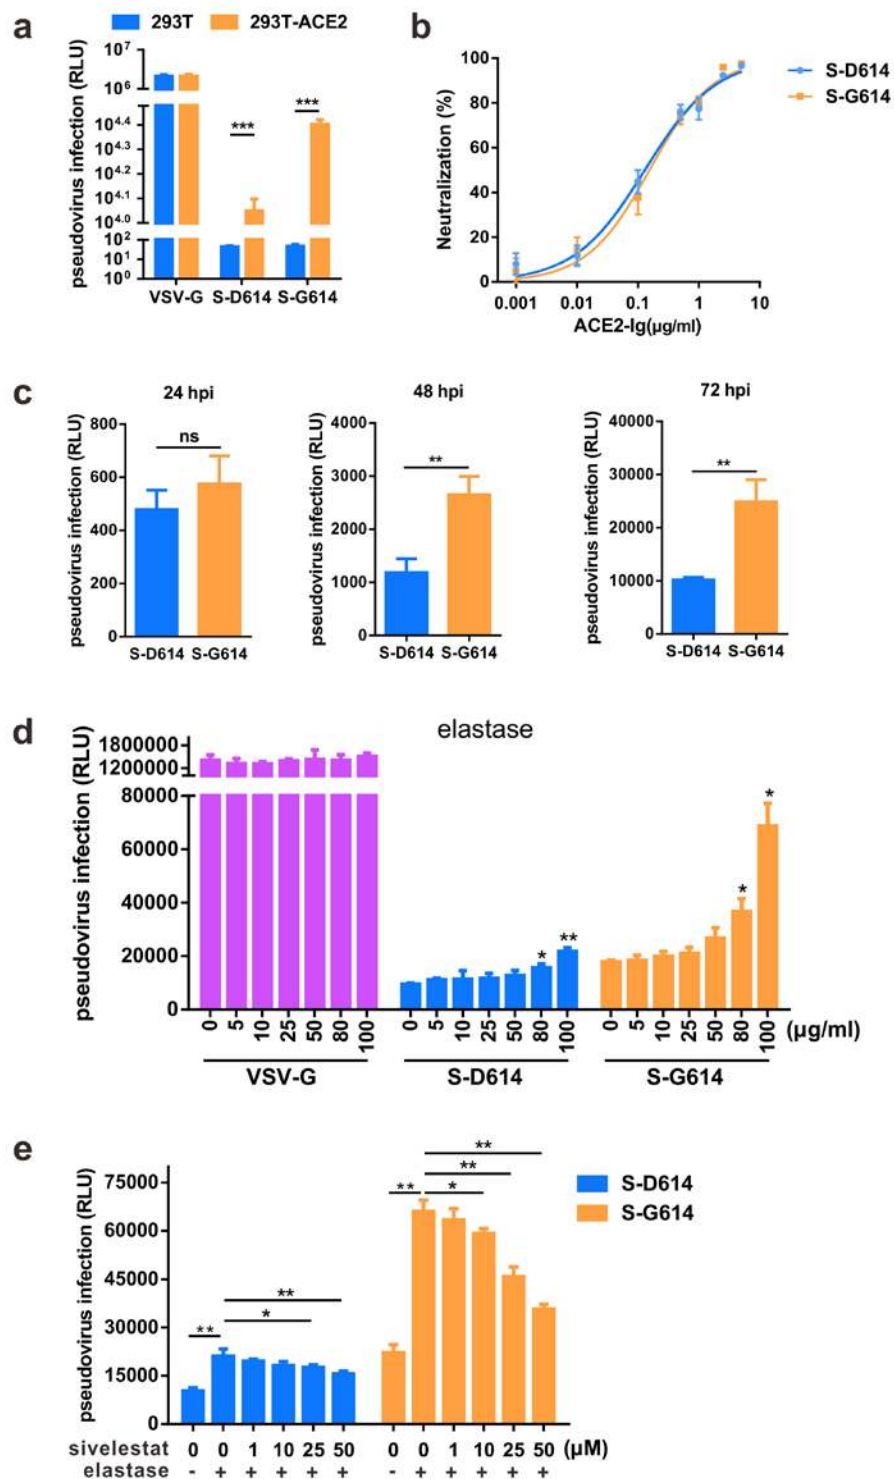 a
293T 293T-ACE2
pseudovirus infection (RLU)
10^7
10^6
10^4.4
10^4.3
10^4.2
10^4.1
10^4.0
10^2
10^1
10^0
***
***
VSV-G S-D614 S-G614
b
Neutralization (%)
100
80
60
40
20
0
0.001 0.01 0.1 1 10
ACE2-Ig(μg/ml)
S-D614
S-G614
c
24 hpi
pseudovirus infection (RLU)
800
600
400
200
0
ns
S-D614 S-G614
48 hpi
pseudovirus infection (RLU)
4000
3000
2000
1000
0
**
S-D614 S-G614
72 hpi
pseudovirus infection (RLU)
40000
30000
20000
10000
0
**
S-D614 S-G614
d
elastase
pseudovirus infection (RLU)
1800000
1200000
80000
60000
40000
20000
0
* **
* *
0 5 10 25 50 80 100 0 5 10 25 50 80 100 0 5 10 25 50 80 100 (μg/ml)
VSV-G S-D614 S-G614
e
pseudovirus infection (RLU)
75000
60000
45000
30000
15000
0
** * **
** * ** **
S-D614
S-G614
sivelestat 0 0 1 10 25 50 0 0 1 10 25 50 (μM)
elastase - + + + + + - + + + + +